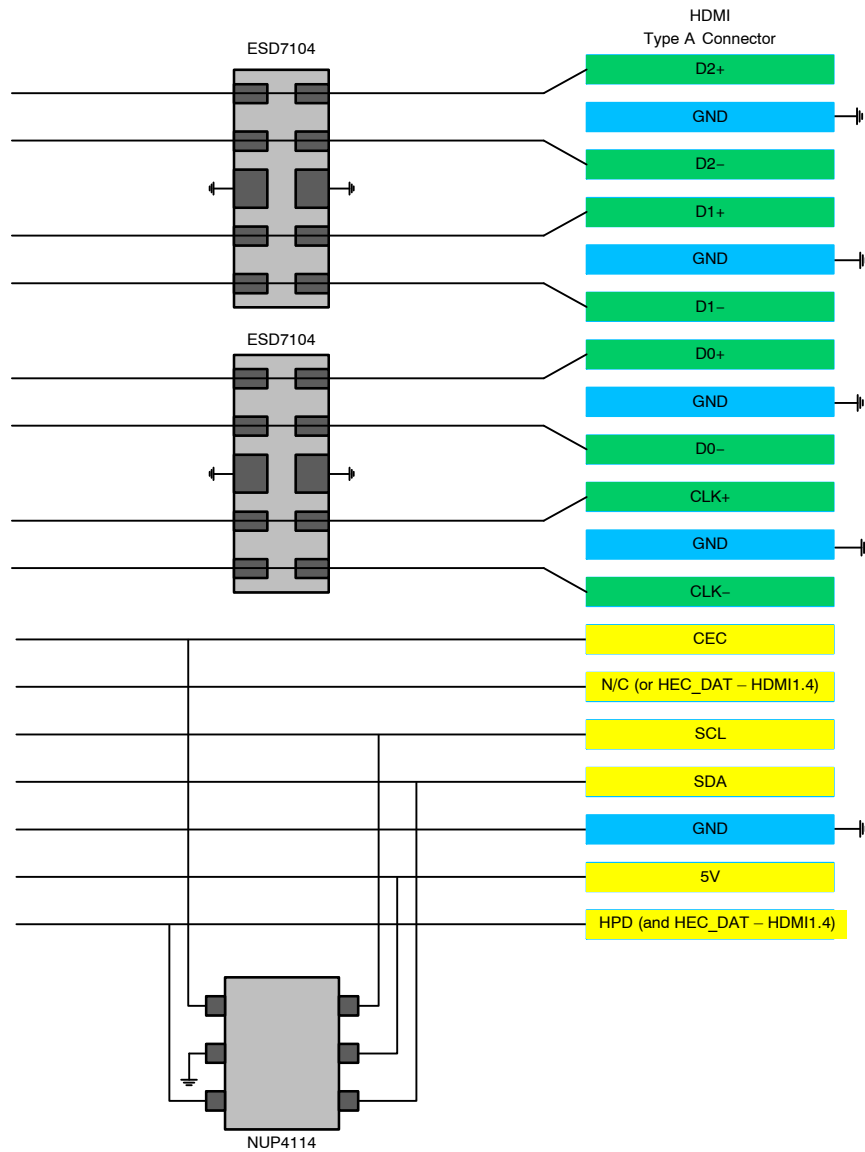 HDMI
Type A Connector
ESD7104
D2+
GND
D2−
D1+
GND
D1−
ESD7104
D0+
GND
D0−
CLK+
GND
CLK−
CEC
N/C (or HEC_DAT – HDMI1.4)
SCL
SDA
GND
5V
HPD (and HEC_DAT – HDMI1.4)
NUP4114